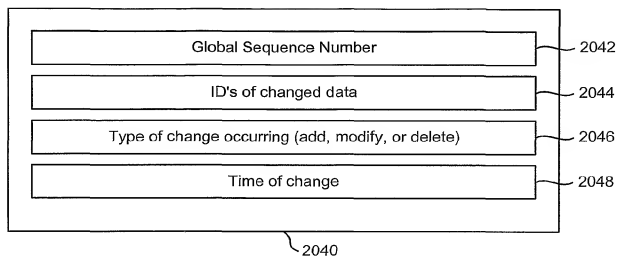 Global Sequence Number 2042
ID's of changed data 2044
Type of change occurring (add, modify, or delete) 2046
Time of change 2048
2040